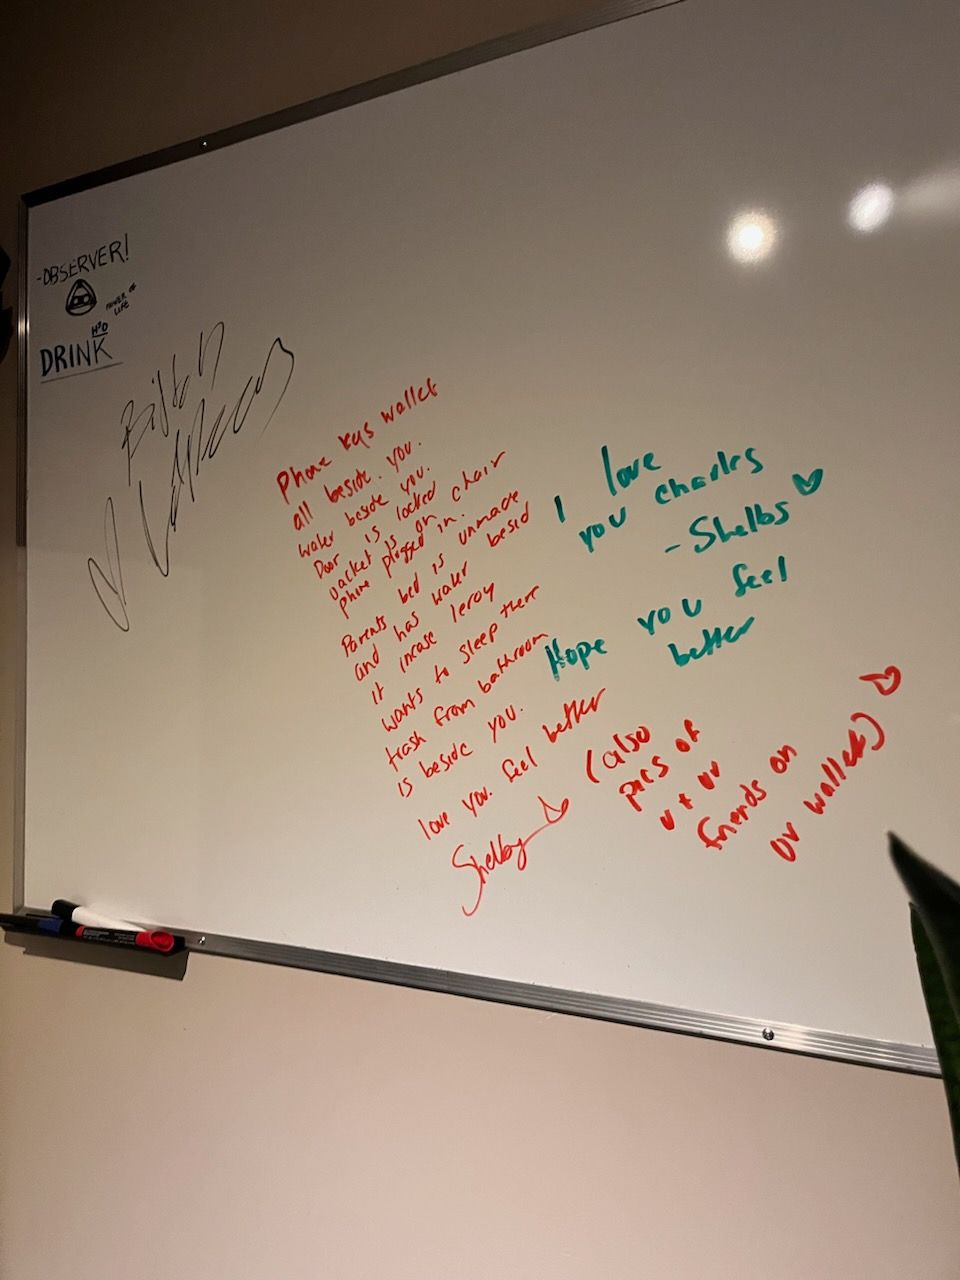 -OBSERVER!
POWER OF
LIFE
H²O
DRINK
Phone keys wallet
all beside you.
water beside you.
Door is locked
Jacket is on chair
phone plugged in.
Parents bed is unmade
and has water besid
it incase leroy
wants to sleep there
trash from bathroom
is beside you.
love you. feel better
Shelby
I love
you charles
- Shelbs
Hope you feel
better
(also
pics of
u + ur
friends on
ur wallet)